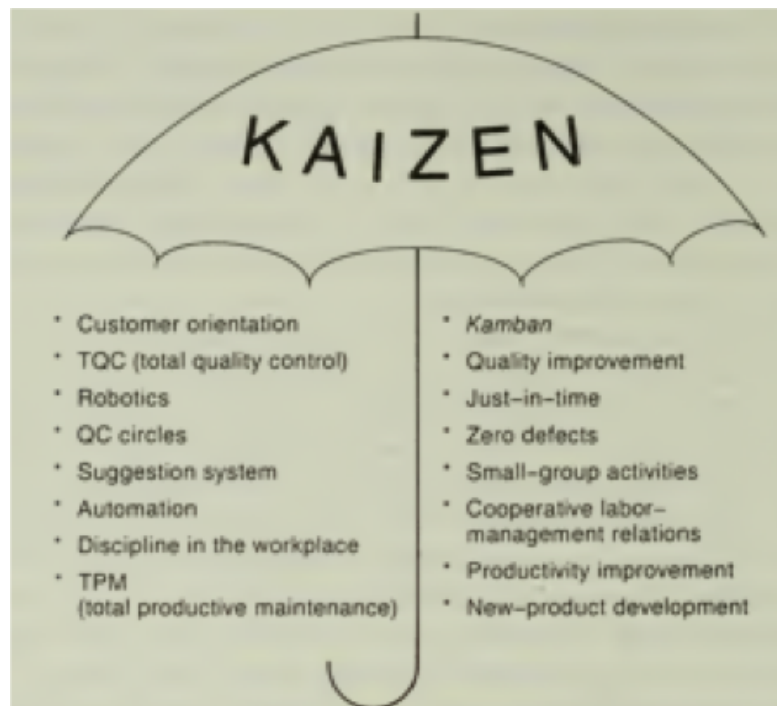 KAIZEN
* Customer orientation
* TQC (total quality control)
* Robotics
* QC circles
* Suggestion system
* Automation
* Discipline in the workplace
* TPM
(total productive maintenance)
* Kamban
* Quality improvement
* Just-in-time
* Zero defects
* Small-group activities
* Cooperative labor-
management relations
* Productivity improvement
* New-product development